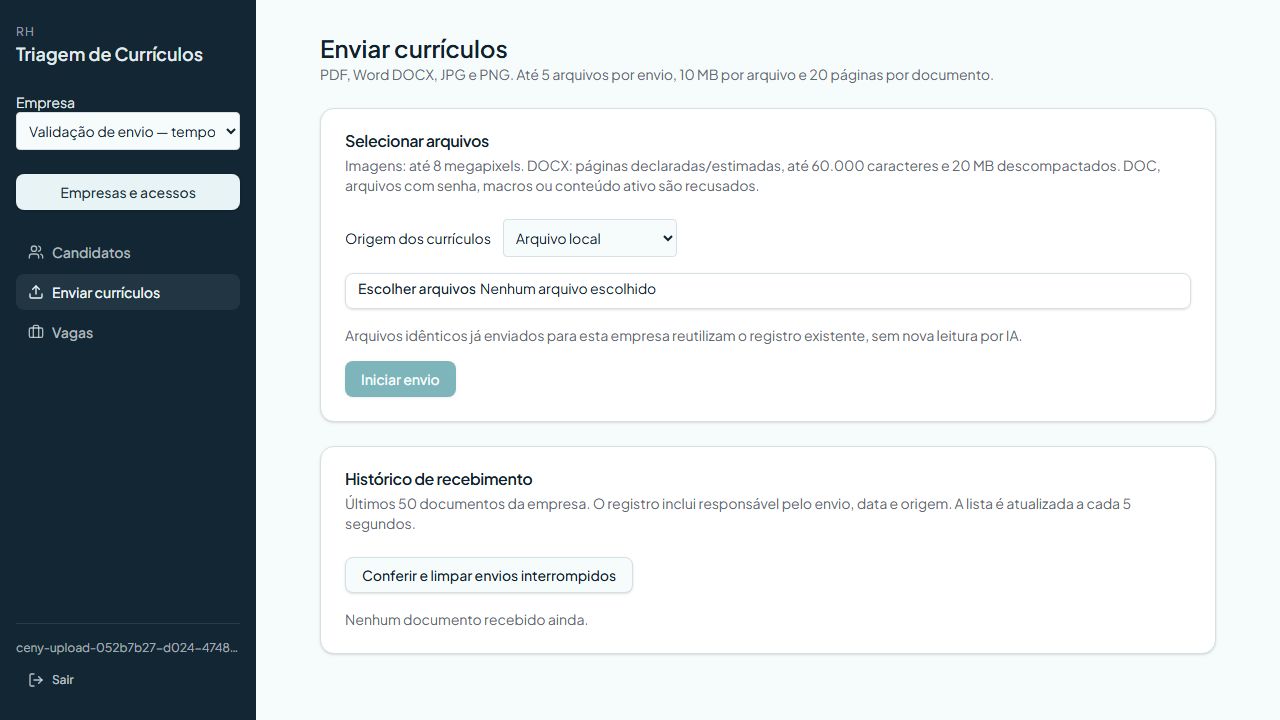 RH
Triagem de Currículos
Empresa
Validação de envio — tempo
Empresas e acessos
Candidatos
Enviar currículos
Vagas
ceny-upload-052b7b27-d024-4748...
Sair
Enviar currículos
PDF, Word DOCX, JPG e PNG. Até 5 arquivos por envio, 10 MB por arquivo e 20 páginas por documento.
Selecionar arquivos
Imagens: até 8 megapixels. DOCX: páginas declaradas/estimadas, até 60.000 caracteres e 20 MB descompactados. DOC,
arquivos com senha, macros ou conteúdo ativo são recusados.
Origem dos currículos Arquivo local
Escolher arquivos Nenhum arquivo escolhido
Arquivos idênticos já enviados para esta empresa reutilizam o registro existente, sem nova leitura por IA.
Iniciar envio
Histórico de recebimento
Últimos 50 documentos da empresa. O registro inclui responsável pelo envio, data e origem. A lista é atualizada a cada 5
segundos.
Conferir e limpar envios interrompidos
Nenhum documento recebido ainda.